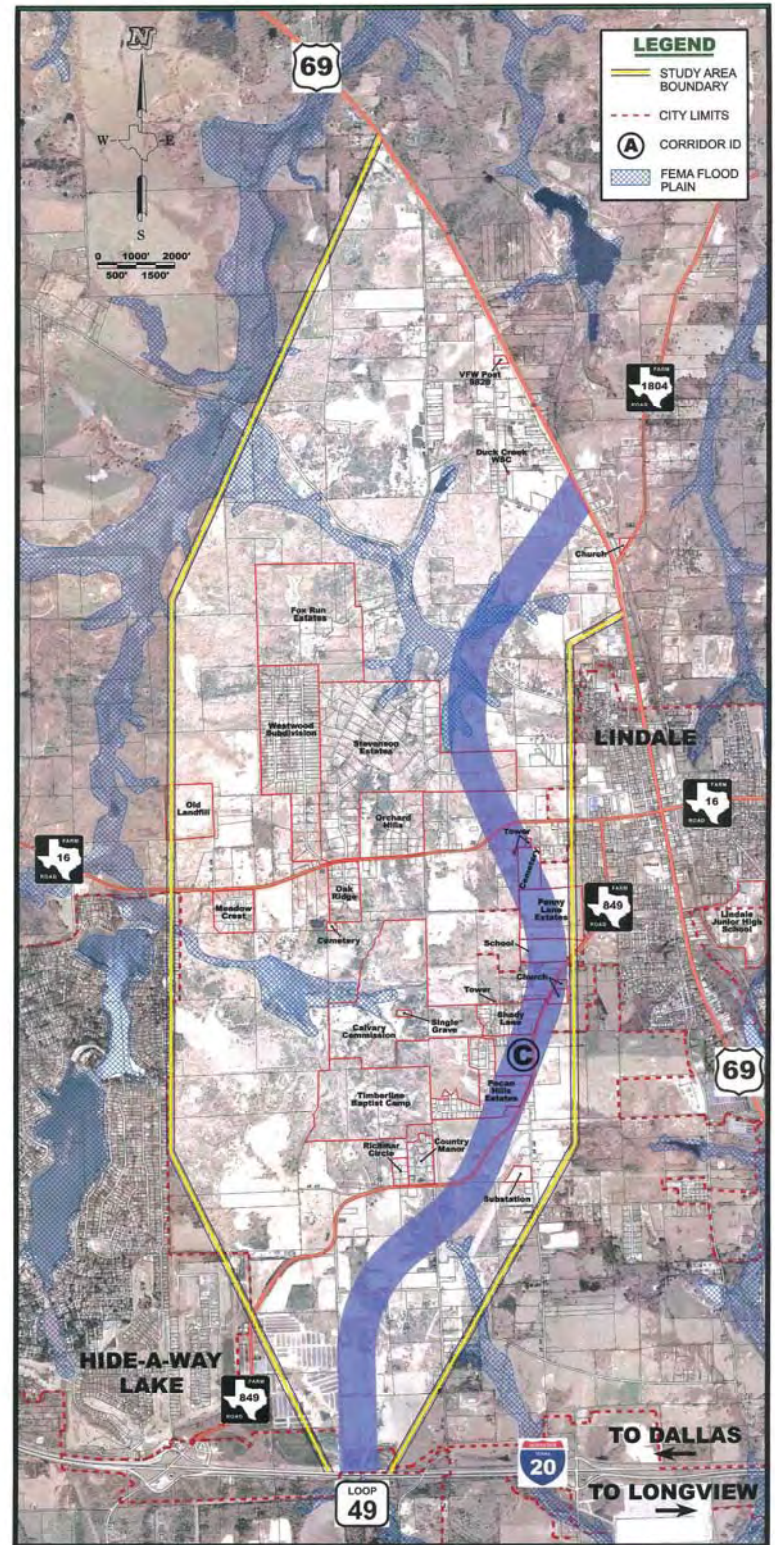 N
W
E
S
0 1000' 2000'
500' 1500'
69
LEGEND
STUDY AREA
BOUNDARY
CITY LIMITS
A CORRIDOR ID
FEMA FLOOD
PLAIN
FARM
1804
ROAD
VFW Post
Duck Creek
WSC
Church
Fox Run
Estates
Westwood
Subdivision
Stevenson
Estates
LINDALE
Old
Landfill
Orchard
Hills
FARM
16
ROAD
Tower
Cemetery
FARM
16
ROAD
Oak
Ridge
Meadow
Crest
Penny
Lane
Estates
FARM
849
ROAD
Lindale
Junior High
School
Cemetery
School
Church
Tower
Shady
Lane
Single
Grave
Calvary
Commission
C
69
Pecan
Hills
Estates
Timberline
Baptist Camp
Richmar
Circle
Country
Manor
Substation
HIDE-A-WAY
LAKE
FARM
849
ROAD
TO DALLAS
INTERSTATE
TEXAS
20
TO LONGVIEW
LOOP
49